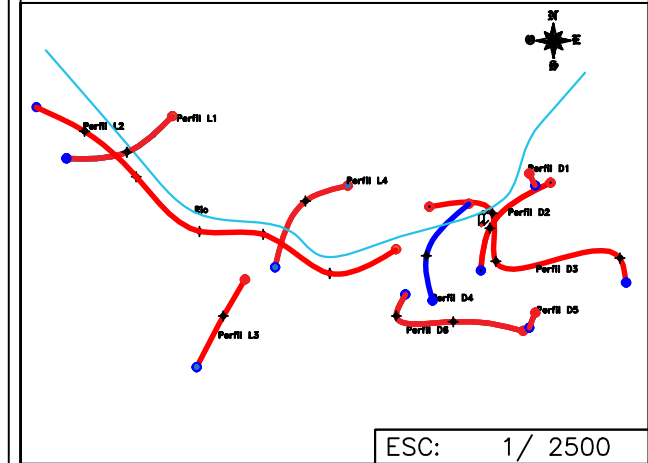 N
O E
S
Perfil L2
Perfil L1
Perfil D1
Perfil L4
Rio
Perfil D2
Perfil D3
Perfil D4
Perfil D5
Perfil D6
Perfil L3
ESC: 1/ 2500